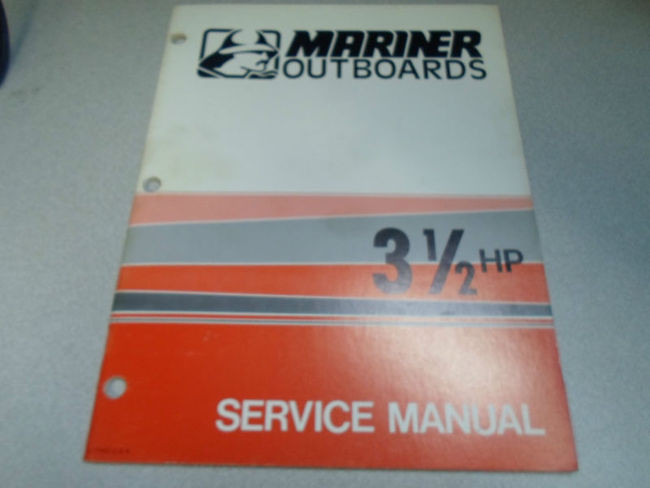 MARINER
OUTBOARDS
3 ½ HP
SERVICE MANUAL